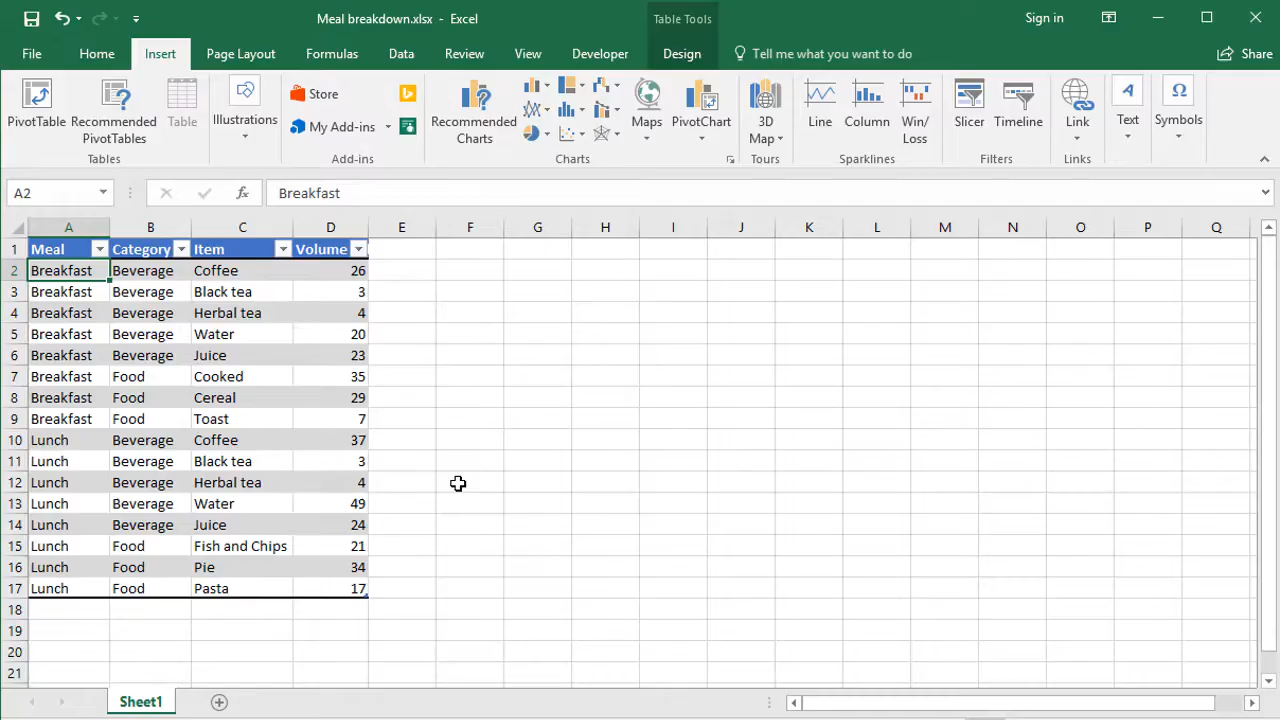 Meal breakdown.xlsx - Excel
Table Tools
Sign in
File Home Insert Page Layout Formulas Data Review View Developer Design Tell me what you want to do Share
PivotTable Recommended PivotTables Table
Tables
Illustrations
Store
My Add-ins
Add-ins
Recommended Charts
Maps PivotChart
Charts
3D Map
Tours
Line Column Win/Loss
Sparklines
Slicer Timeline
Filters
Link
Links
Text
Symbols
A2 fx Breakfast
A B C D E F G H I J K L M N O P Q
1 Meal Category Item Volume
2 Breakfast Beverage Coffee 26
3 Breakfast Beverage Black tea 3
4 Breakfast Beverage Herbal tea 4
5 Breakfast Beverage Water 20
6 Breakfast Beverage Juice 23
7 Breakfast Food Cooked 35
8 Breakfast Food Cereal 29
9 Breakfast Food Toast 7
10 Lunch Beverage Coffee 37
11 Lunch Beverage Black tea 3
12 Lunch Beverage Herbal tea 4
13 Lunch Beverage Water 49
14 Lunch Beverage Juice 24
15 Lunch Food Fish and Chips 21
16 Lunch Food Pie 34
17 Lunch Food Pasta 17
18
19
20
21
Sheet1